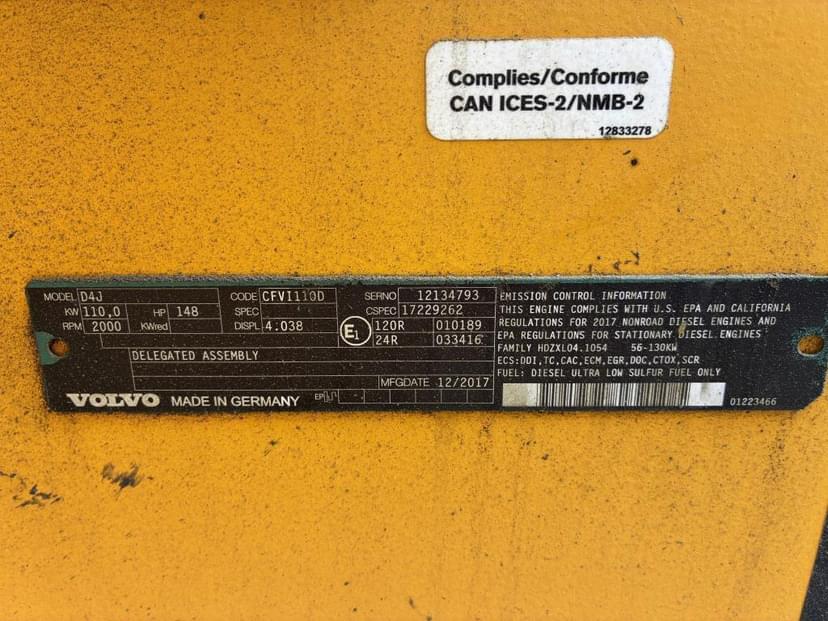 Complies/Conforme
CAN ICES-2/NMB-2
12833278
MODEL D4J CODE CFVI110D SERNO 12134793
KW 110,0 HP 148 SPEC CSPEC 17229262
RPM 2000 KWred DISPL 4.038 E1 120R 010189
24R 033416
DELEGATED ASSEMBLY
MFGDATE 12/2017
VOLVO MADE IN GERMANY EP
EMISSION CONTROL INFORMATION
THIS ENGINE COMPLIES WITH U.S. EPA AND CALIFORNIA
REGULATIONS FOR 2017 NONROAD DIESEL ENGINES AND
EPA REGULATIONS FOR STATIONARY DIESEL ENGINES
FAMILY HDZXL04.1054 56-130KW
ECS:DDI,TC,CAC,ECM,EGR,DOC,CTOX,SCR
FUEL: DIESEL ULTRA LOW SULFUR FUEL ONLY
01223466